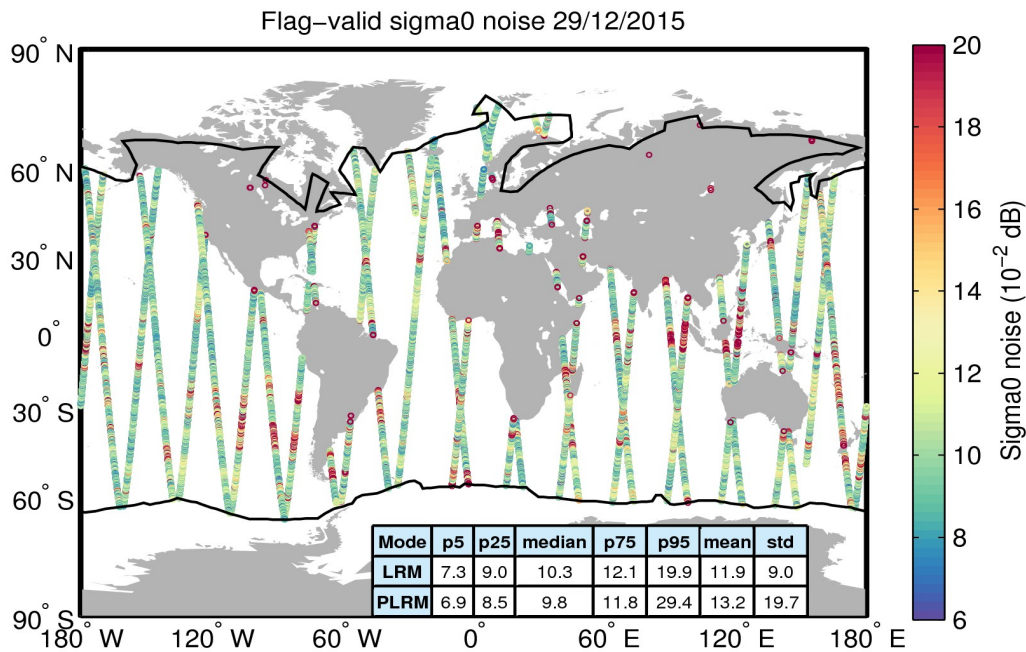 Flag−valid sigma0 noise 29/12/2015
90° N
60° N
30° N
0°
30° S
60° S
90° S
180° W 120° W 60° W 0° 60° E 120° E 180° E
Mode p5 p25 median p75 p95 mean std
LRM 7.3 9.0 10.3 12.1 19.9 11.9 9.0
PLRM 6.9 8.5 9.8 11.8 29.4 13.2 19.7
20
18
16
14
12
10
8
6
Sigma0 noise (10−2 dB)